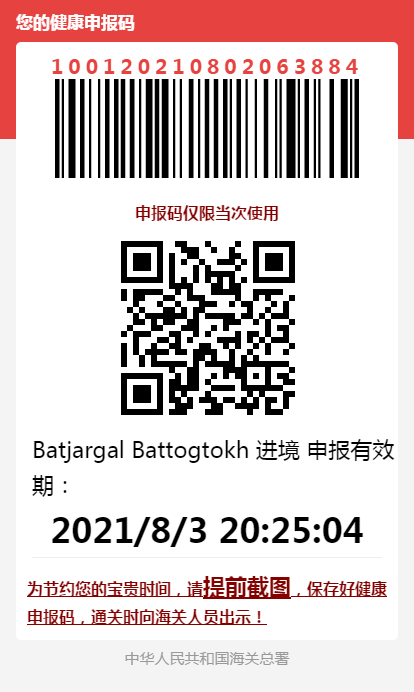 您的健康申报码
100120210802063884
申报码仅限当次使用
Batjargal Battogtokh 进境 申报有效
期：
2021/8/3 20:25:04
为节约您的宝贵时间，请提前截图，保存好健康
申报码，通关时向海关人员出示！
中华人民共和国海关总署